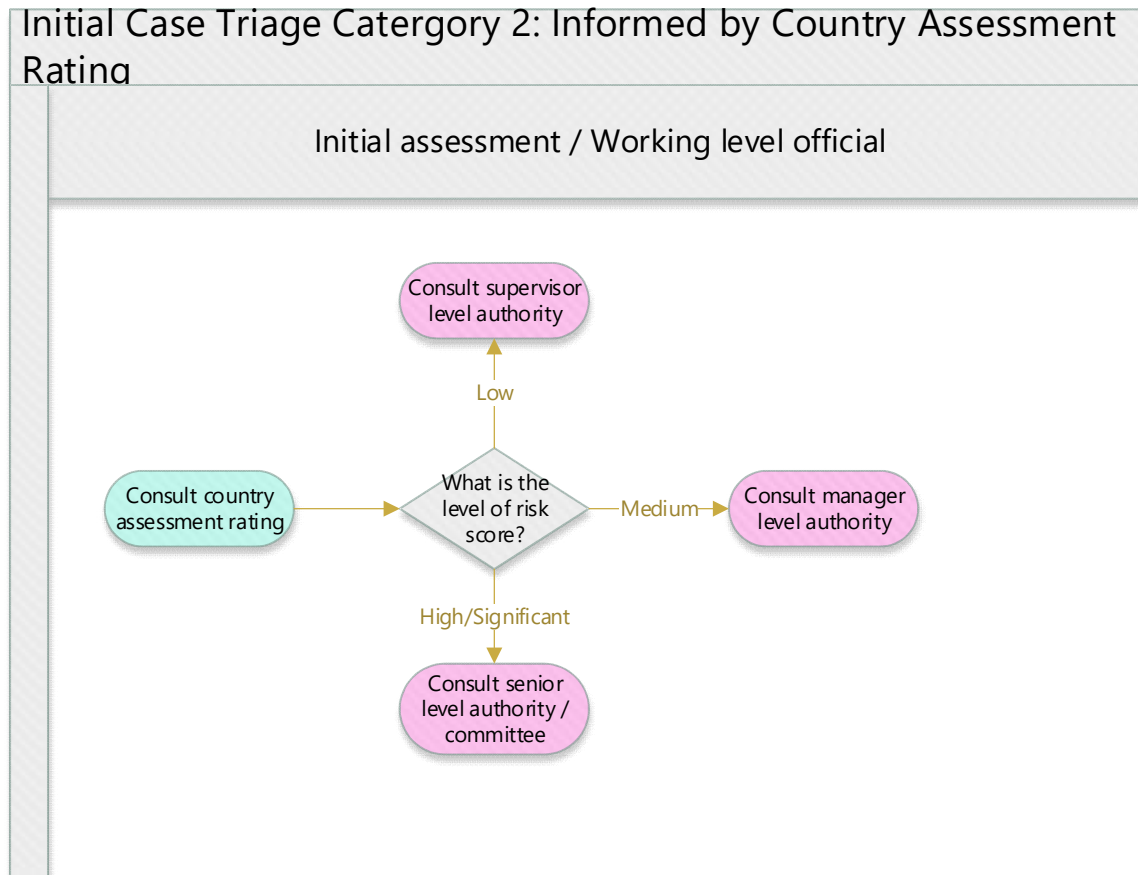 Initial Case Triage Catergory 2: Informed by Country Assessment
Rating
Initial assessment / Working level official
Consult supervisor
level authority
Low
Consult country
assessment rating
What is the
level of risk
score?
Medium
Consult manager
level authority
High/Significant
Consult senior
level authority /
committee